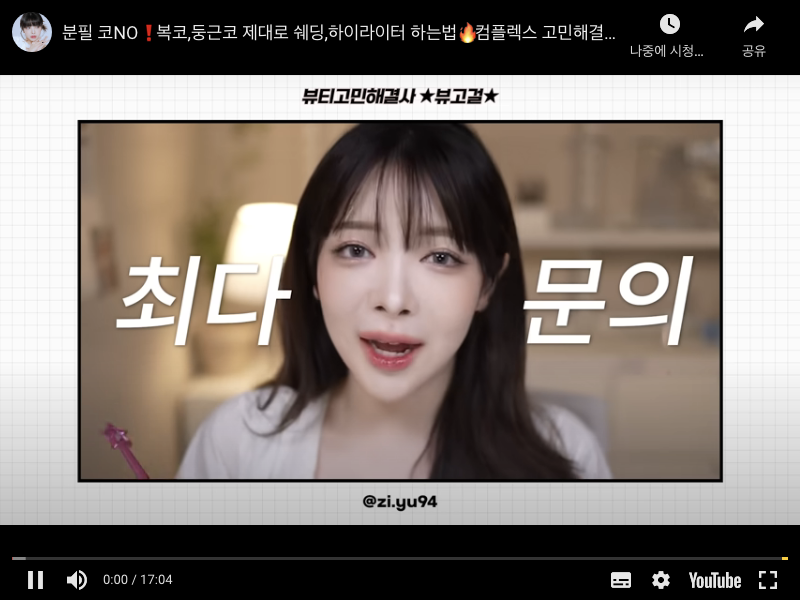 분필 코NO❗복코,둥근코 제대로 쉐딩,하이라이터 하는법🔥컴플렉스 고민해결...
나중에 시청...
공유
뷰티고민해결사 ★뷰고걸★
최다 문의
@zi.yu94
0:00 / 17:04
YouTube